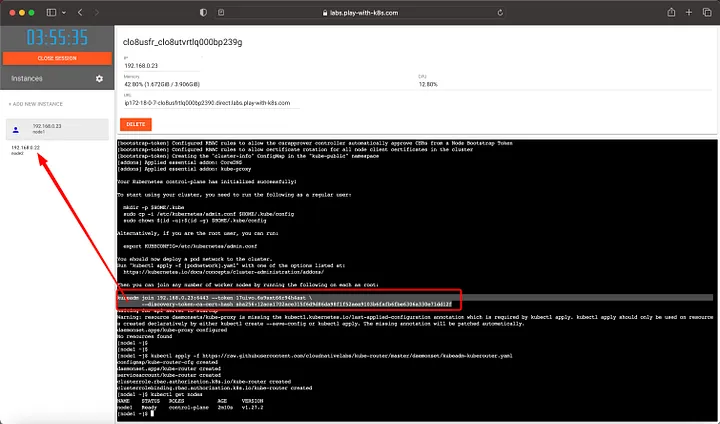 labs.play-with-k8s.com
03:55:35
CLOSE SESSION
Instances
+ ADD NEW INSTANCE
192.168.0.23
node1
192.168.0.22
node2
clo8usfr_clo8utvrtlq000bp239g
IP
192.168.0.23
Memory
42.80% (1.672GiB / 3.906GiB)
CPU
12.80%
URL
DELETE
[bootstrap-token] Configured RBAC rules to allow the csrapprover controller automatically approve CSRs from a Node Bootstrap Token
[bootstrap-token] Configured RBAC rules to allow certificate rotation for all node client certificates in the cluster
[bootstrap-token] Creating the "cluster-info" ConfigMap in the "kube-public" namespace
[addons] Applied essential addon: CoreDNS
[addons] Applied essential addon: kube-proxy
Your Kubernetes control-plane has initialized successfully!
To start using your cluster, you need to run the following as a regular user:
mkdir -p $HOME/.kube
sudo cp -i /etc/kubernetes/admin.conf $HOME/.kube/config
sudo chown $(id -u):$(id -g) $HOME/.kube/config
Alternatively, if you are the root user, you can run:
export KUBECONFIG=/etc/kubernetes/admin.conf
You should now deploy a pod network to the cluster.
Run "kubectl apply -f [podnetwork].yaml" with one of the options listed at:
https://kubernetes.io/docs/concepts/cluster-administration/addons/
Then you can join any number of worker nodes by running the following on each as root:
kubeadm join 192.168.0.23:6443 --token \
--discovery-token-ca-cert-hash
Waiting for api server to startup
Warning: resource daemonsets/kube-proxy is missing the kubectl.kubernetes.io/last-applied-configuration annotation which is required by kubectl apply. kubectl apply should only be used on resource
s created declaratively by either kubectl create --save-config or kubectl apply. The missing annotation will be patched automatically.
daemonset.apps/kube-proxy configured
No resources found
[node1 ~]$
[node1 ~]$
[node1 ~]$ kubectl apply -f https://raw.githubusercontent.com/cloudnativelabs/kube-router/master/daemonset/kubeadm-kuberouter.yaml
configmap/kube-router-cfg created
daemonset.apps/kube-router created
serviceaccount/kube-router created
clusterrole.rbac.authorization.k8s.io/kube-router created
clusterrolebinding.rbac.authorization.k8s.io/kube-router created
[node1 ~]$ kubectl get nodes
NAME STATUS ROLES AGE VERSION
node1 Ready control-plane 2m10s v1.27.2
[node1 ~]$